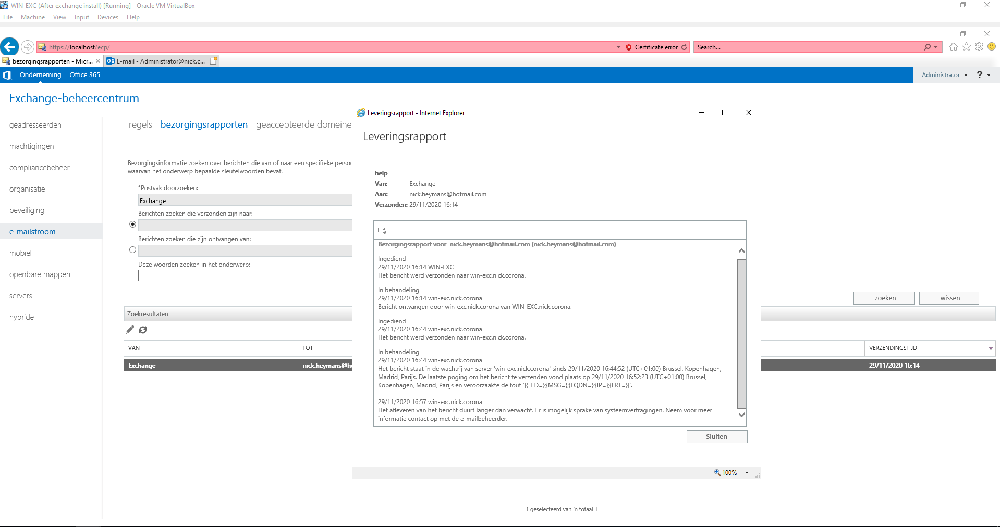 WIN-EXC (After exchange install) [Running] - Oracle VM VirtualBox
File Machine View Input Devices Help
https://localhost/ecp/
Certificate error
Search...
bezorgingsrapporten - Micr...
E-mail - Administrator@nick.c...
Onderneming Office 365
Administrator ?
Exchange-beheercentrum
geadresseerden
machtigingen
compliancebeheer
organisatie
beveiliging
e-mailstroom
mobiel
openbare mappen
servers
hybride
regels bezorgingsrapporten geaccepteerde domeine
Bezorgingsinformatie zoeken over berichten die van of naar een specifieke persoo
waarvan het onderwerp bepaalde sleutelwoorden bevat.
*Postvak doorzoeken:
Exchange
Berichten zoeken die verzonden zijn naar:
Berichten zoeken die zijn ontvangen van:
Deze woorden zoeken in het onderwerp:
zoeken wissen
Zoekresultaten
VAN TOT VERZENDINGSTIJD
Exchange nick.heymans@h 29/11/2020 16:14
1 geselecteerd van in totaal 1
Leveringsrapport - Internet Explorer
Leveringsrapport
help
Van: Exchange
Aan: nick.heymans@hotmail.com
Verzonden: 29/11/2020 16:14
Bezorgingsrapport voor nick.heymans@hotmail.com (nick.heymans@hotmail.com)
Ingediend
29/11/2020 16:14 WIN-EXC
Het bericht werd verzonden naar win-exc.nick.corona.
In behandeling
29/11/2020 16:14 win-exc.nick.corona
Bericht ontvangen door win-exc.nick.corona van WIN-EXC.nick.corona.
Ingediend
29/11/2020 16:44 win-exc.nick.corona
Het bericht werd verzonden naar win-exc.nick.corona.
In behandeling
29/11/2020 16:44 win-exc.nick.corona
Het bericht staat in de wachtrij van server 'win-exc.nick.corona' sinds 29/11/2020 16:44:52 (UTC+01:00) Brussel, Kopenhagen,
Madrid, Parijs. De laatste poging om het bericht te verzenden vond plaats op 29/11/2020 16:52:23 (UTC+01:00) Brussel,
Kopenhagen, Madrid, Parijs en veroorzaakte de fout '[{LED=};{MSG=};{FQDN=};{IP=};{LRT=}]'.
29/11/2020 16:57 win-exc.nick.corona
Het afleveren van het bericht duurt langer dan verwacht. Er is mogelijk sprake van systeemvertragingen. Neem voor meer
informatie contact op met de e-mailbeheerder.
Sluiten
100%